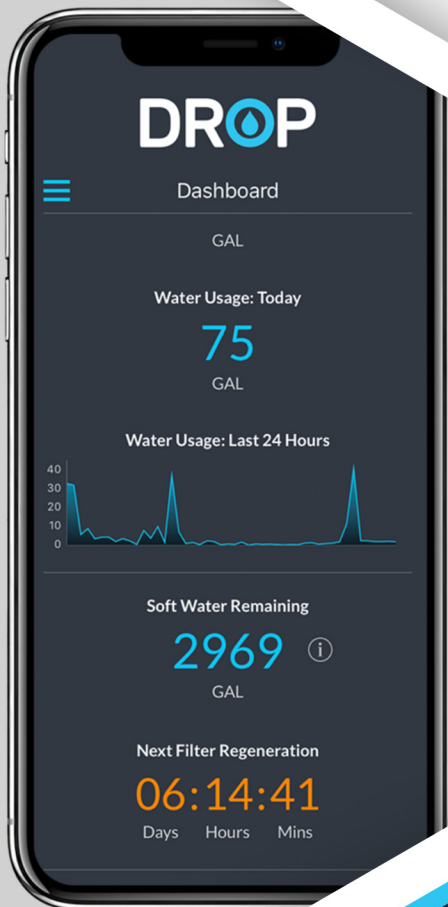 DROP
Dashboard
GAL
Water Usage: Today
75
GAL
Water Usage: Last 24 Hours
40
30
20
10
0
Soft Water Remaining
2969 i
GAL
Next Filter Regeneration
06:14:41
Days Hours Mins